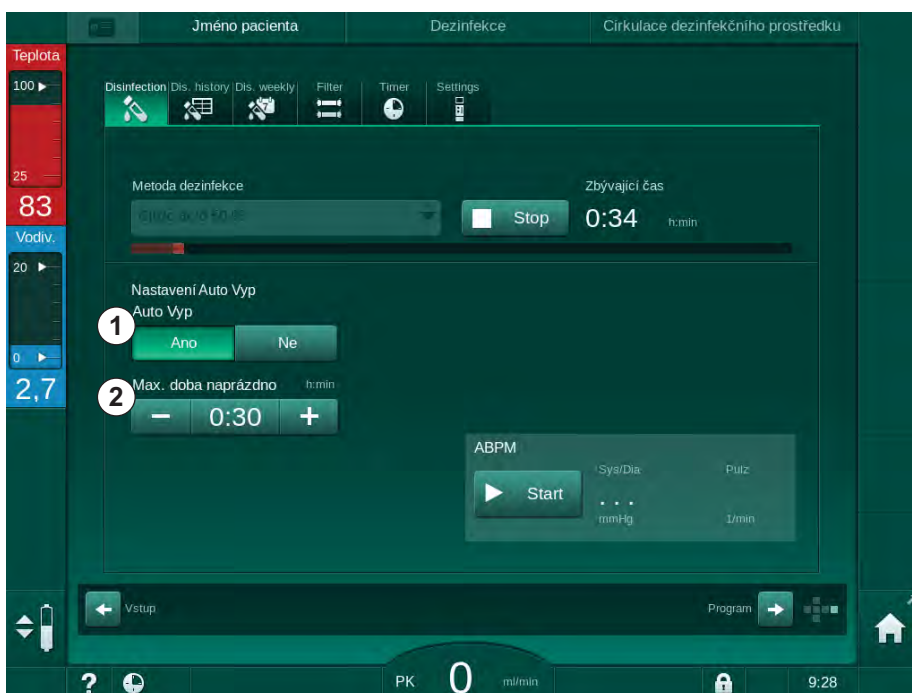 Jméno pacienta Dezinfekce Cirkulace dezinfekčního prostředku
Teplota
100
25
83
Vodiv.
20
0
2,7
Disinfection Dis. history Dis. weekly Filter Timer Settings
Metoda dezinfekce
Citric acid 50 %
Stop
Zbývající čas
0:34 h:min
Nastavení Auto Vyp
1
Auto Vyp
Ano Ne
2
Max. doba naprázdno h:min
− 0:30 +
ABPM
Start
Sys/Dia Pulz
. . .
mmHg 1/min
Vstup Program
? PK 0 ml/min 9:28